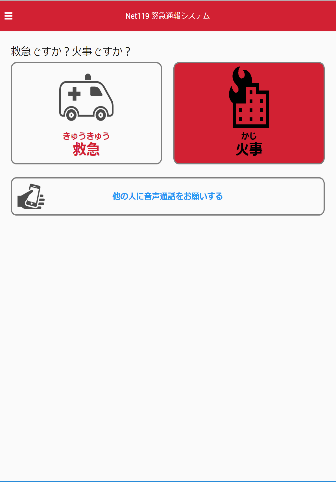 Net119 緊急通報システム
救急ですか？火事ですか？
きゅうきゅう
救急
かじ
火事
他の人に音声通話をお願いする